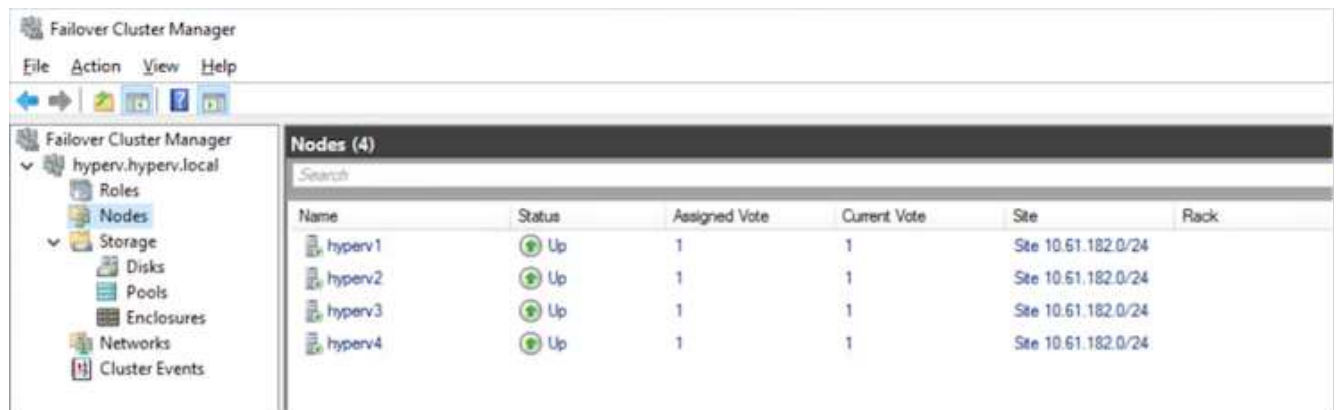 Failover Cluster Manager
File Action View Help
Failover Cluster Manager
hyperv.hyperv.local
Roles
Nodes
Storage
Disks
Pools
Enclosures
Networks
Cluster Events
Nodes (4)
Search
Name Status Assigned Vote Current Vote Site Rack
hyperv1 Up 1 1 Site 10.61.182.0/24
hyperv2 Up 1 1 Site 10.61.182.0/24
hyperv3 Up 1 1 Site 10.61.182.0/24
hyperv4 Up 1 1 Site 10.61.182.0/24